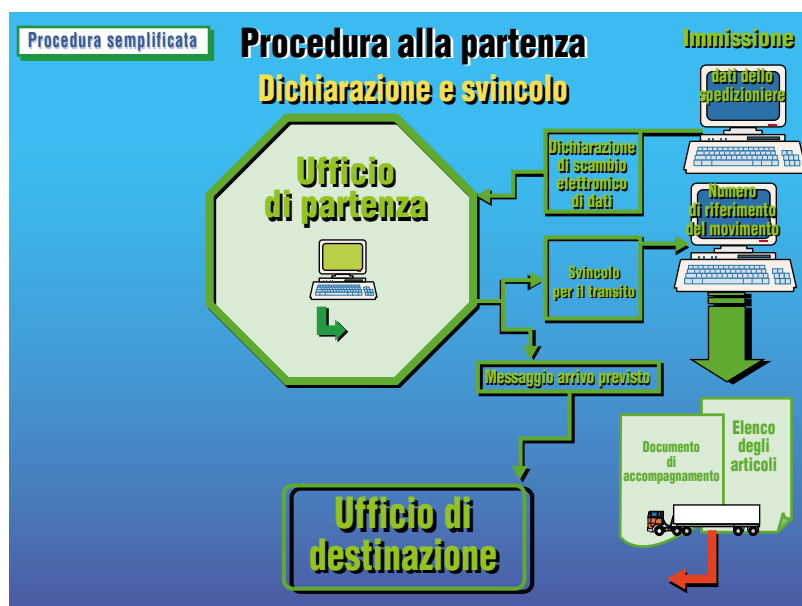 Procedura semplificata
Procedura alla partenza
Dichiarazione e svincolo
Immissione
dati dello
spedizioniere
Dichiarazione
di scambio
elettronico
di dati
Ufficio
di partenza
Numero
di riferimento
del movimento
Svincolo
per il transito
Messaggio arrivo previsto
Elenco
degli
articoli
Documento
di
accompagnamento
Ufficio di
destinazione